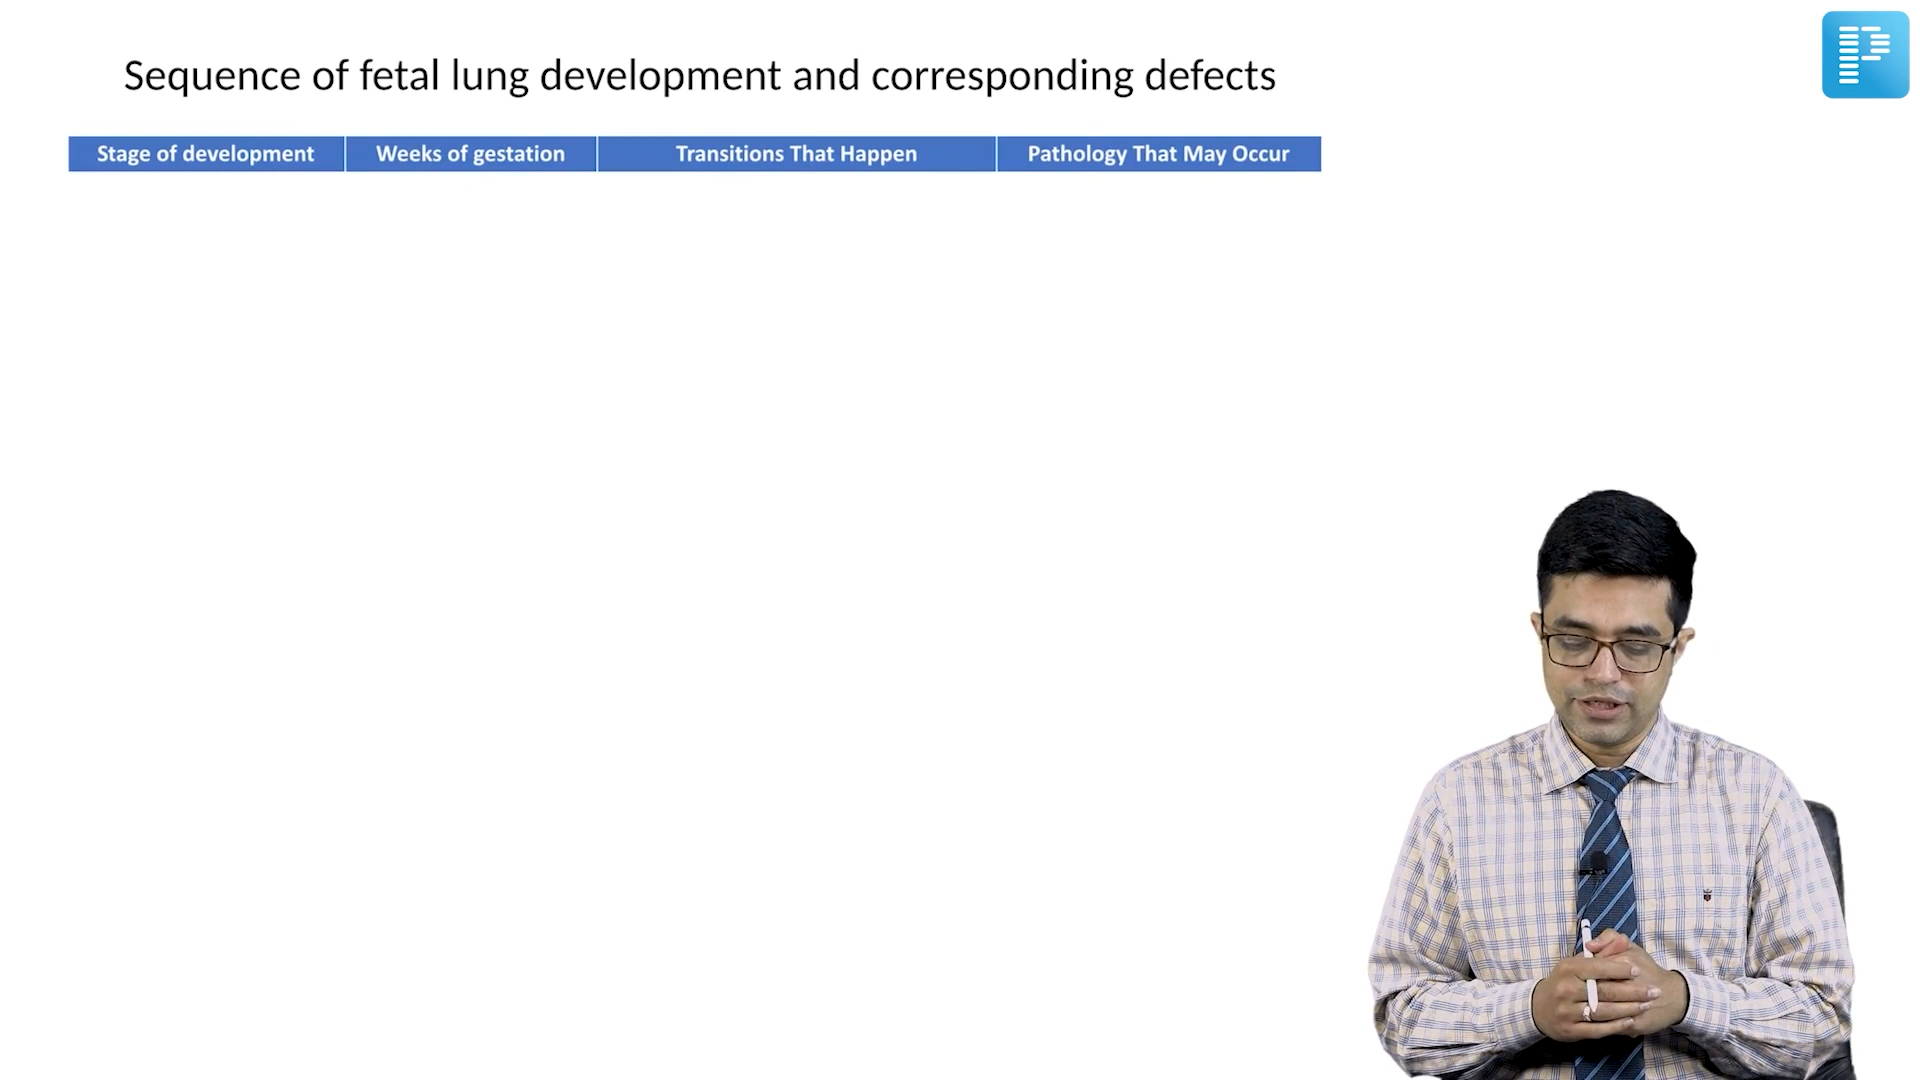 Sequence of fetal lung development and corresponding defects
Stage of development Weeks of gestation Transitions That Happen Pathology That May Occur